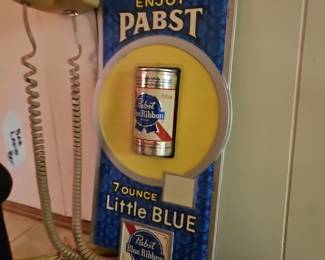 ENJOY
PABST
Pabst
Blue Ribbon
7 OUNCE
Little BLUE
Pabst
Blue Ribbon